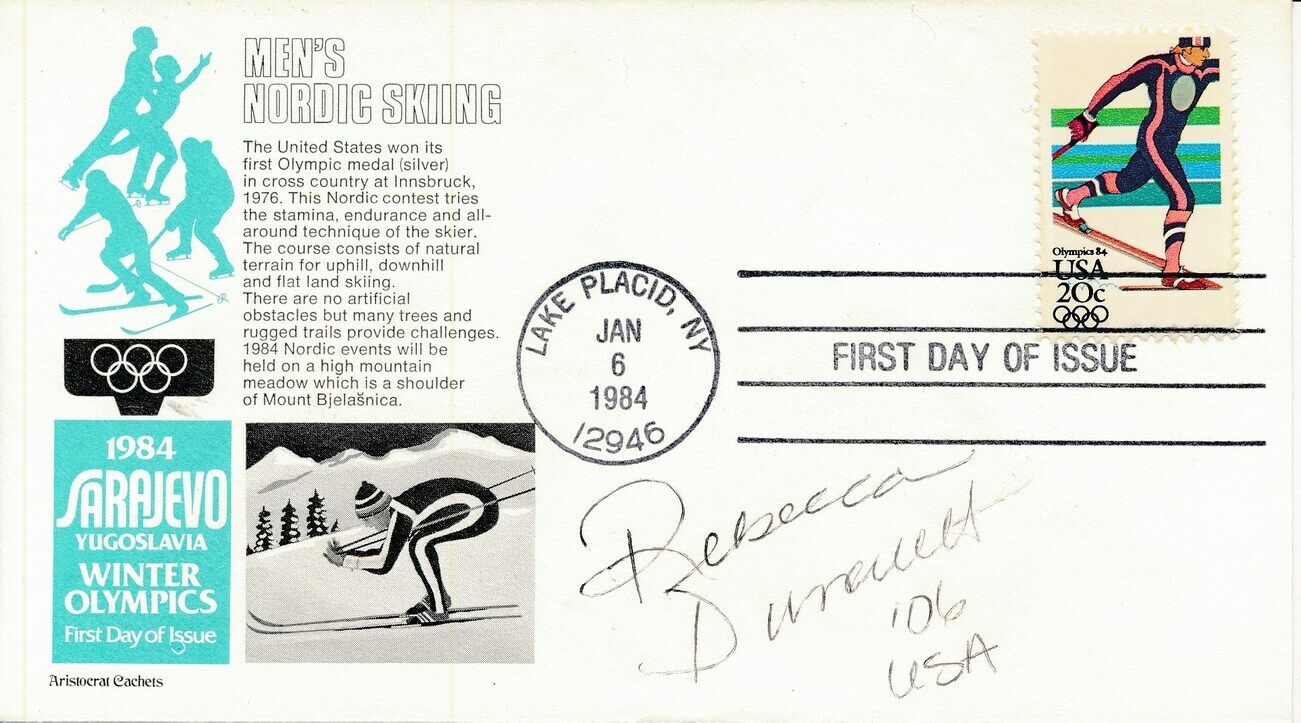 MEN'S
NORDIC SKIING
The United States won its
first Olympic medal (silver)
in cross country at Innsbruck,
1976. This Nordic contest tries
the stamina, endurance and all-
around technique of the skier.
The course consists of natural
terrain for uphill, downhill
and flat land skiing.
There are no artificial
obstacles but many trees and
rugged trails provide challenges.
1984 Nordic events will be
held on a high mountain
meadow which is a shoulder
of Mount Bjelašnica.
1984
SARAJEVO
YUGOSLAVIA
WINTER
OLYMPICS
First Day of Issue
Aristocrat Cachets
Olympics 84
USA
20c
LAKE PLACID, NY
JAN
6
1984
12946
FIRST DAY OF ISSUE
Rebecca
'06
USA